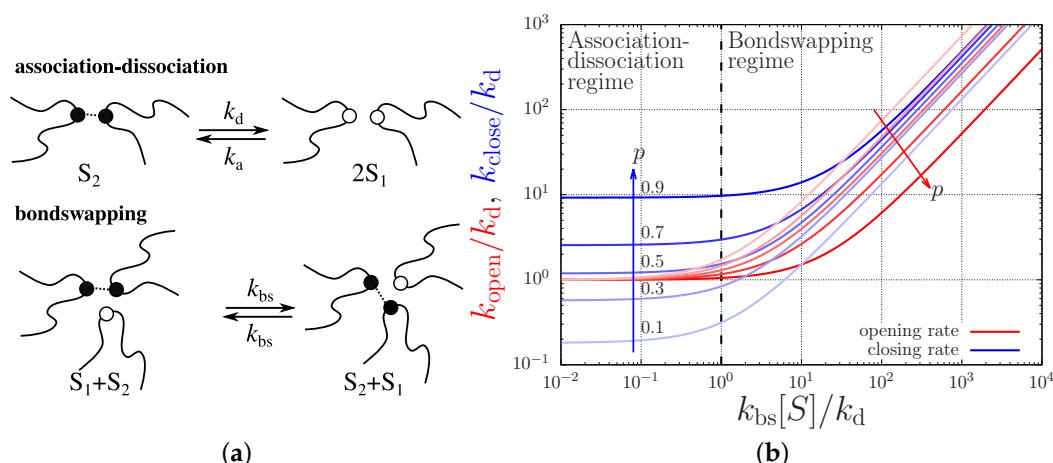 association-dissociation
k_d
k_a
S_2
2S_1
bondswapping
k_bs
k_bs
S_1+S_2
S_2+S_1
(a)
k_open/k_d, k_close/k_d
10^3
10^2
10^1
10^0
10^-1
Association-
dissociation
regime
Bondswapping
regime
p
0.9
0.7
0.5
0.3
0.1
p
opening rate
closing rate
10^-2
10^-1
10^0
10^1
10^2
10^3
10^4
k_bs[S]/k_d
(b)